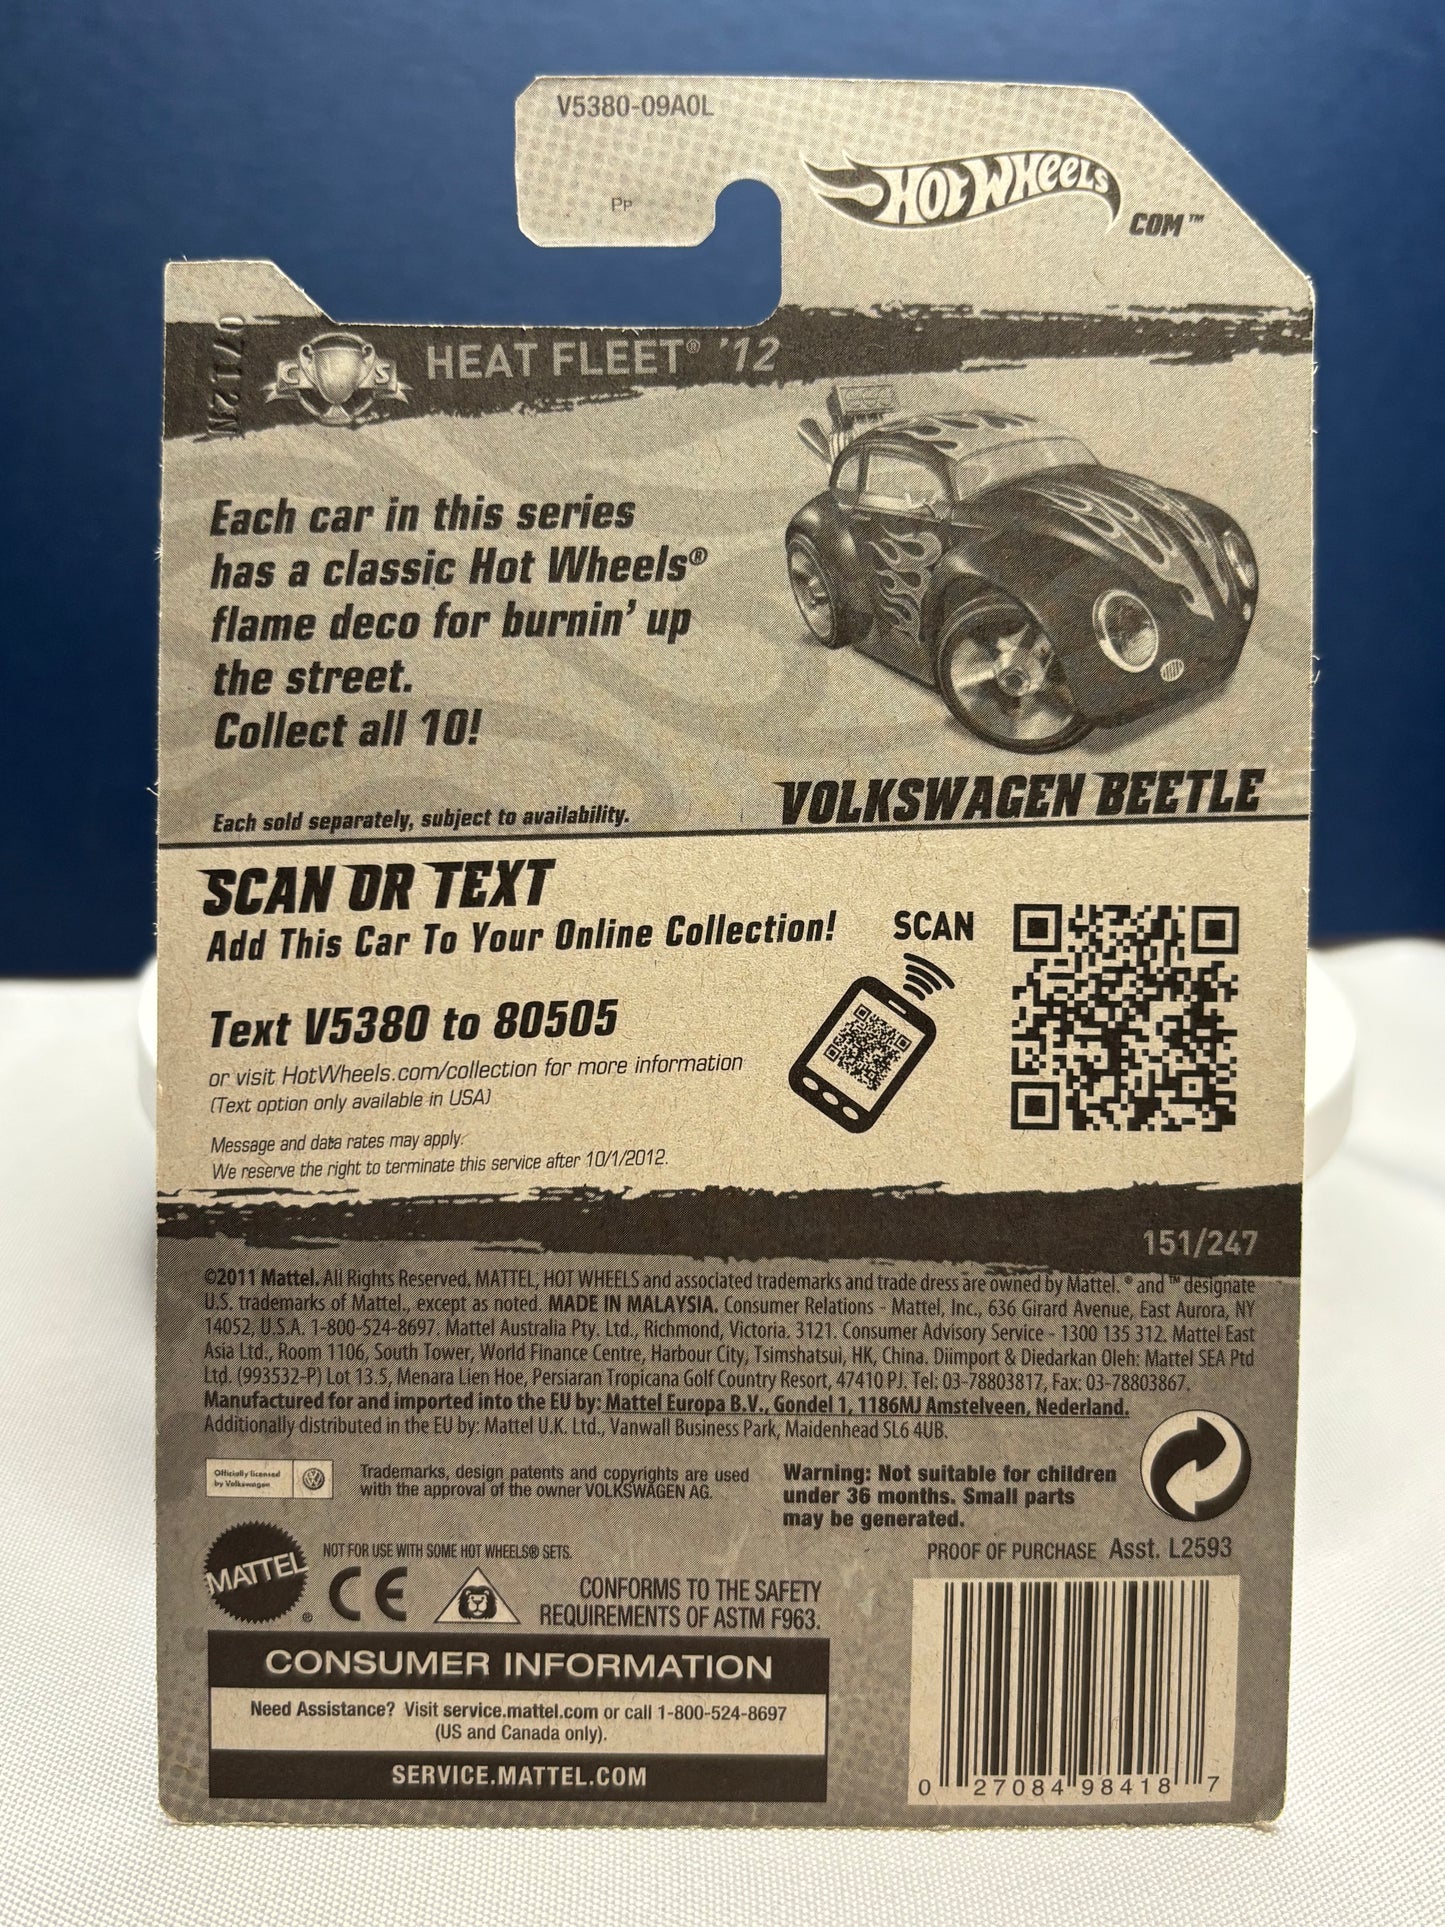 V5380-09A0L
PP
HOT WHEELS
COM™
07/12N
CS
HEAT FLEET® '12
Each car in this series
has a classic Hot Wheels®
flame deco for burnin' up
the street.
Collect all 10!
Each sold separately, subject to availability.
VOLKSWAGEN BEETLE
SCAN OR TEXT
Add This Car To Your Online Collection!
SCAN
Text V5380 to 80505
or visit HotWheels.com/collection for more information
(Text option only available in USA)
Message and data rates may apply.
We reserve the right to terminate this service after 10/1/2012.
151/247
©2011 Mattel. All Rights Reserved. MATTEL, HOT WHEELS and associated trademarks and trade dress are owned by Mattel. ® and ™ designate
U.S. trademarks of Mattel., except as noted. MADE IN MALAYSIA. Consumer Relations - Mattel, Inc., 636 Girard Avenue, East Aurora, NY
14052, U.S.A. 1-800-524-8697. Mattel Australia Pty. Ltd., Richmond, Victoria. 3121. Consumer Advisory Service - 1300 135 312. Mattel East
Asia Ltd., Room 1106, South Tower, World Finance Centre, Harbour City, Tsimshatsui, HK, China. Diimport & Diedarkan Oleh: Mattel SEA Ptd
Ltd. (993532-P) Lot 13.5, Menara Lien Hoe, Persiaran Tropicana Golf Country Resort, 47410 PJ. Tel: 03-78803817, Fax: 03-78803867.
Manufactured for and imported into the EU by: Mattel Europa B.V., Gondel 1, 1186MJ Amstelveen, Nederland.
Additionally distributed in the EU by: Mattel U.K. Ltd., Vanwall Business Park, Maidenhead SL6 4UB.
Officially licensed
by Volkswagen
Trademarks, design patents and copyrights are used
with the approval of the owner VOLKSWAGEN AG.
Warning: Not suitable for children
under 36 months. Small parts
may be generated.
MATTEL®
NOT FOR USE WITH SOME HOT WHEELS® SETS.
CE
CONFORMS TO THE SAFETY
REQUIREMENTS OF ASTM F963.
PROOF OF PURCHASE Asst. L2593
CONSUMER INFORMATION
Need Assistance? Visit service.mattel.com or call 1-800-524-8697
(US and Canada only).
SERVICE.MATTEL.COM
0 27084 98418 7